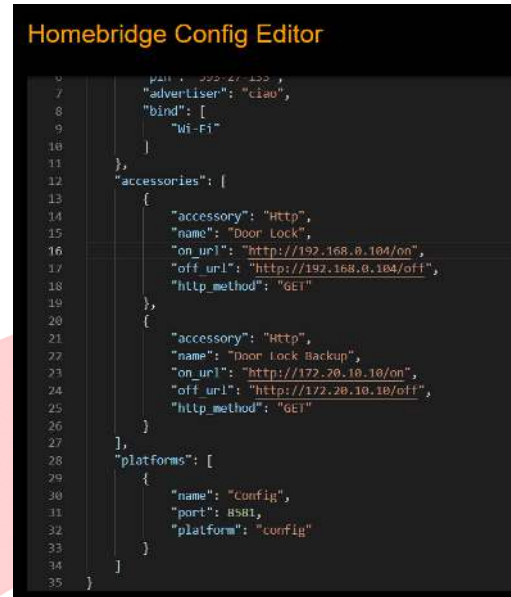 Homebridge Config Editor
7 "advertiser": "ciao",
8 "bind": [
9 "Wi-Fi"
10 ]
11 },
12 "accessories": [
13 {
14 "accessory": "Http",
15 "name": "Door Lock",
16 "on_url": "http://192.168.0.104/on",
17 "off_url": "http://192.168.0.104/off",
18 "http_method": "GET"
19 },
20 {
21 "accessory": "Http",
22 "name": "Door Lock Backup",
23 "on_url": "http://172.20.10.10/on",
24 "off_url": "http://172.20.10.10/off",
25 "http_method": "GET"
26 }
27 ],
28 "platforms": [
29 {
30 "name": "Config",
31 "port": 8581,
32 "platform": "config"
33 }
34 ]
35 }